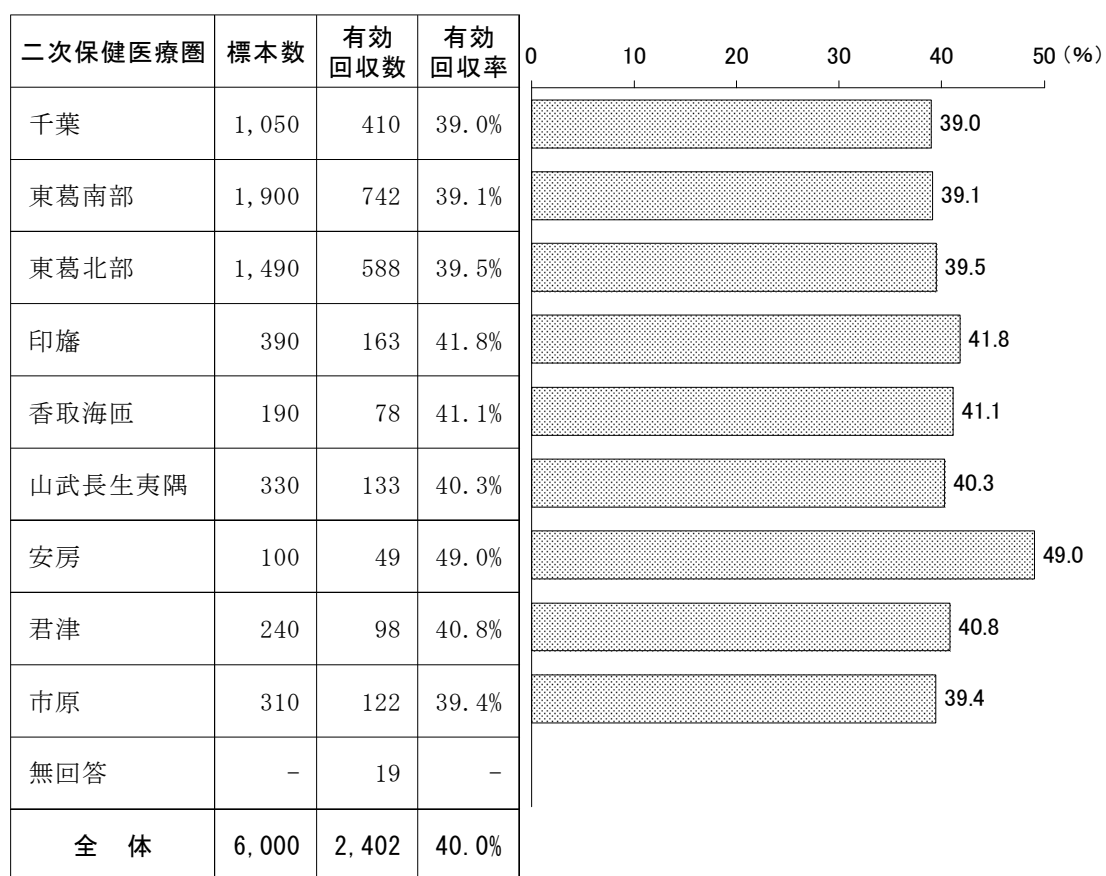 二次保健医療圏 標本数 有効回収数 有効回収率 0 10 20 30 40 50 (%)
千葉 1,050 410 39.0% 39.0
東葛南部 1,900 742 39.1% 39.1
東葛北部 1,490 588 39.5% 39.5
印旛 390 163 41.8% 41.8
香取海匝 190 78 41.1% 41.1
山武長生夷隅 330 133 40.3% 40.3
安房 100 49 49.0% 49.0
君津 240 98 40.8% 40.8
市原 310 122 39.4% 39.4
無回答 − 19 −
全 体 6,000 2,402 40.0%